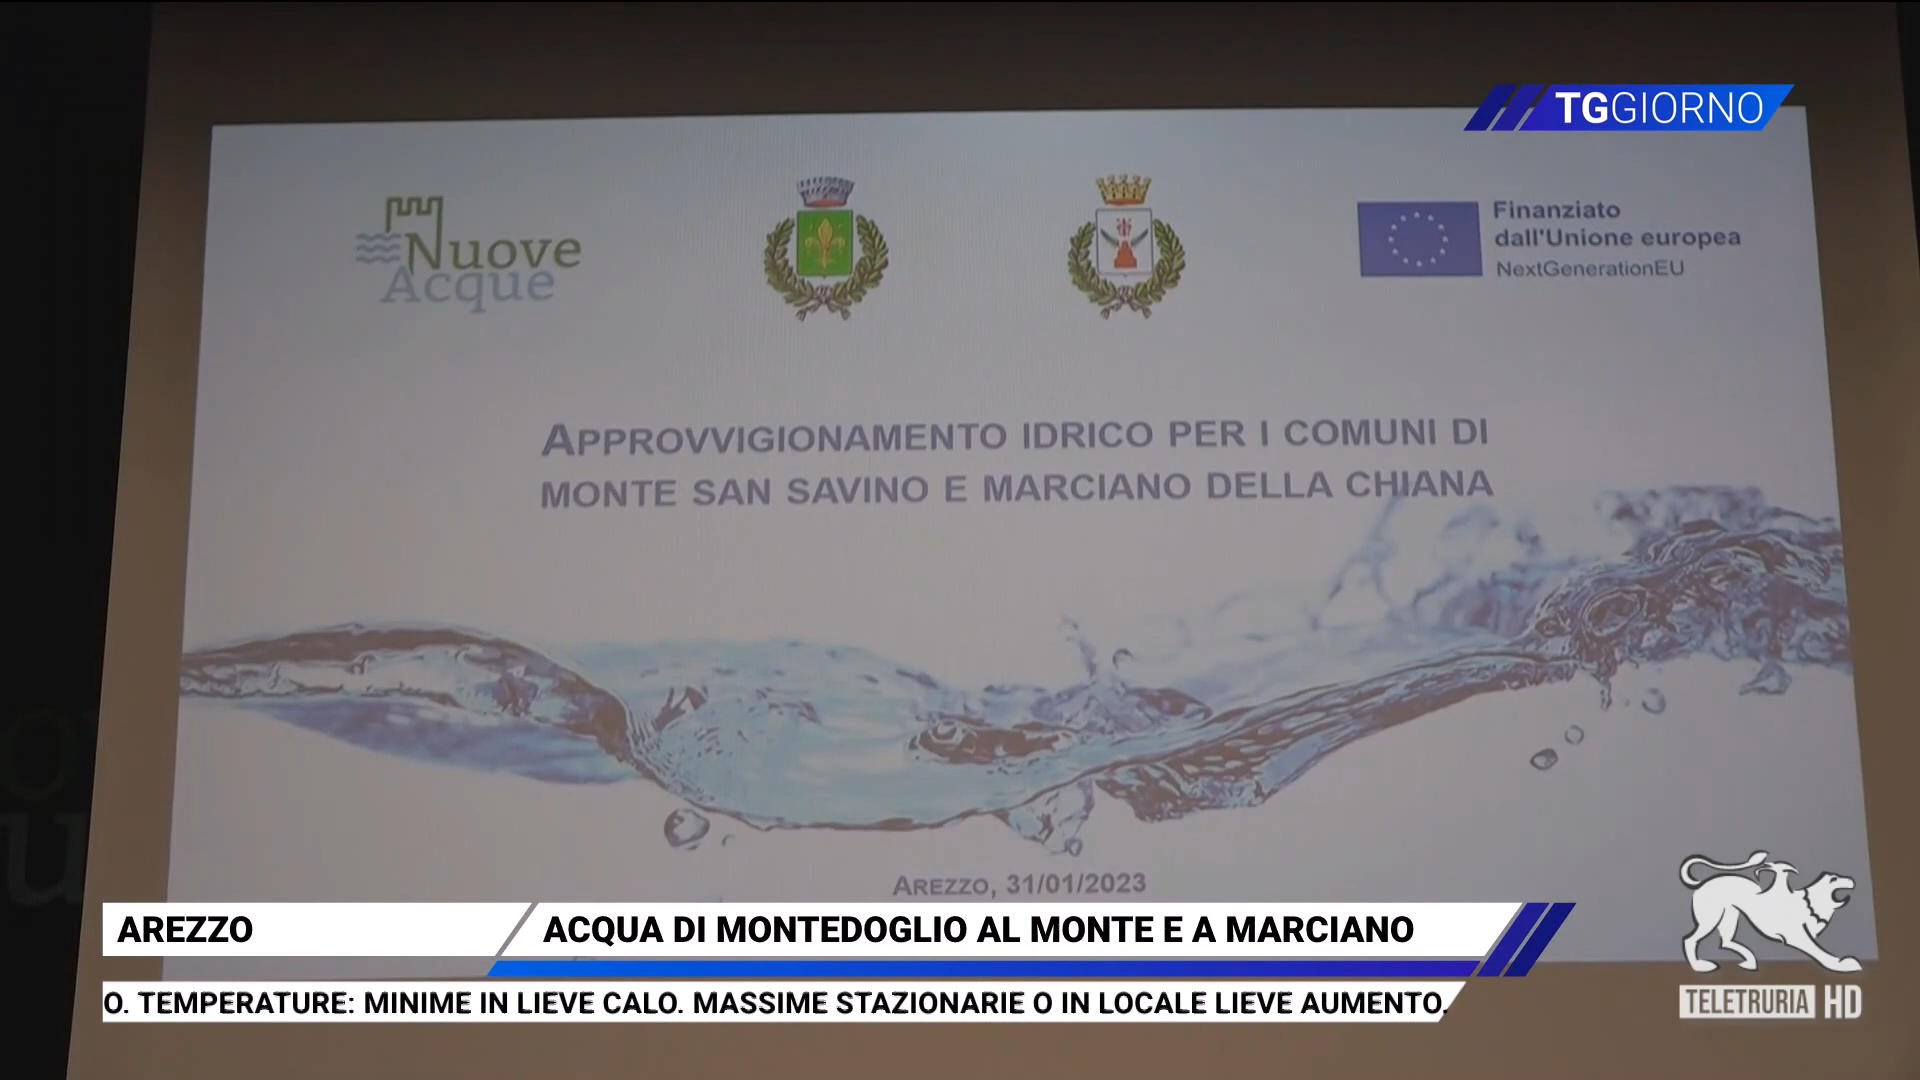 TGGIORNO
Nuove
Acque
Finanziato
dall'Unione europea
NextGenerationEU
APPROVVIGIONAMENTO IDRICO PER I COMUNI DI
MONTE SAN SAVINO E MARCIANO DELLA CHIANA
AREZZO, 31/01/2023
AREZZO
ACQUA DI MONTEDOGLIO AL MONTE E A MARCIANO
O. TEMPERATURE: MINIME IN LIEVE CALO. MASSIME STAZIONARIE O IN LOCALE LIEVE AUMENTO.
TELETRURIA HD